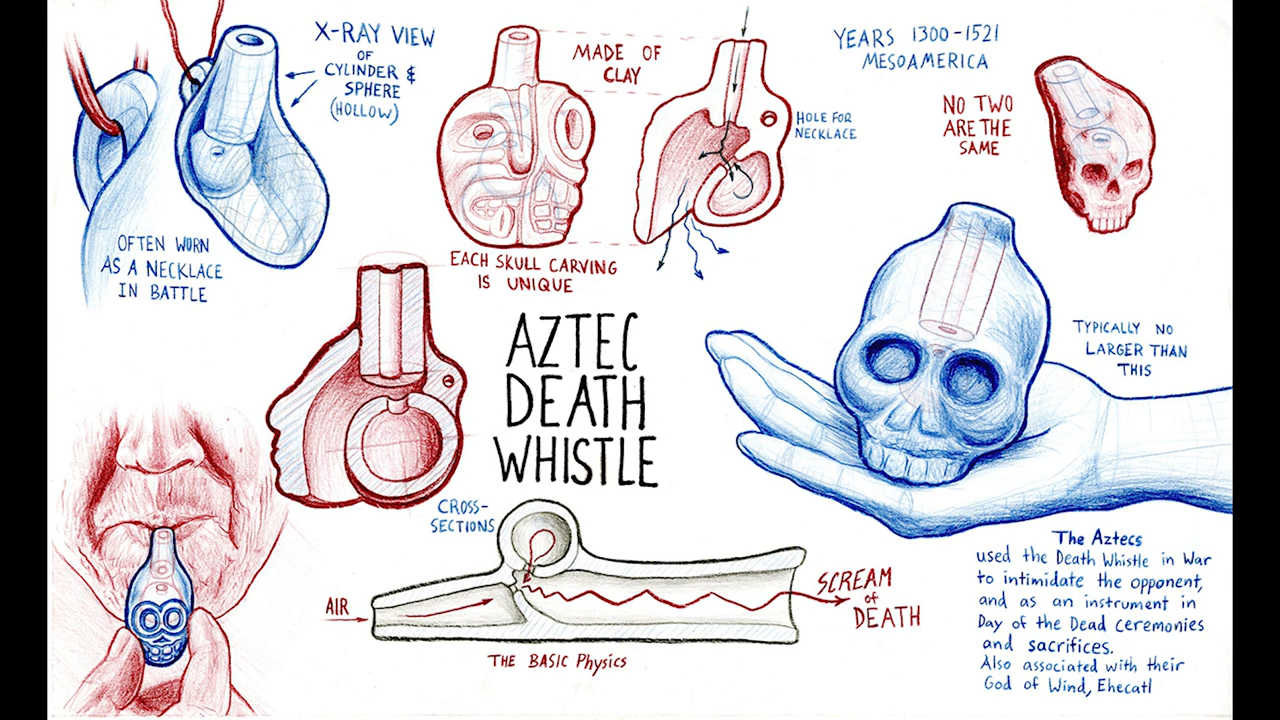 X-RAY VIEW
OF
CYLINDER &
SPHERE
(HOLLOW)
OFTEN WORN
AS A NECKLACE
IN BATTLE
MADE OF
CLAY
EACH SKULL CARVING
IS UNIQUE
HOLE FOR
NECKLACE
YEARS 1300-1521
MESOAMERICA
NO TWO
ARE THE
SAME
TYPICALLY NO
LARGER THAN
THIS
AZTEC
DEATH
WHISTLE
CROSS-
SECTIONS
AIR
SCREAM
of
DEATH
THE BASIC Physics
The Aztecs
used the Death Whistle in War
to intimidate the opponent,
and as an instrument in
Day of the Dead ceremonies
and sacrifices.
Also associated with their
God of Wind, Ehecatl